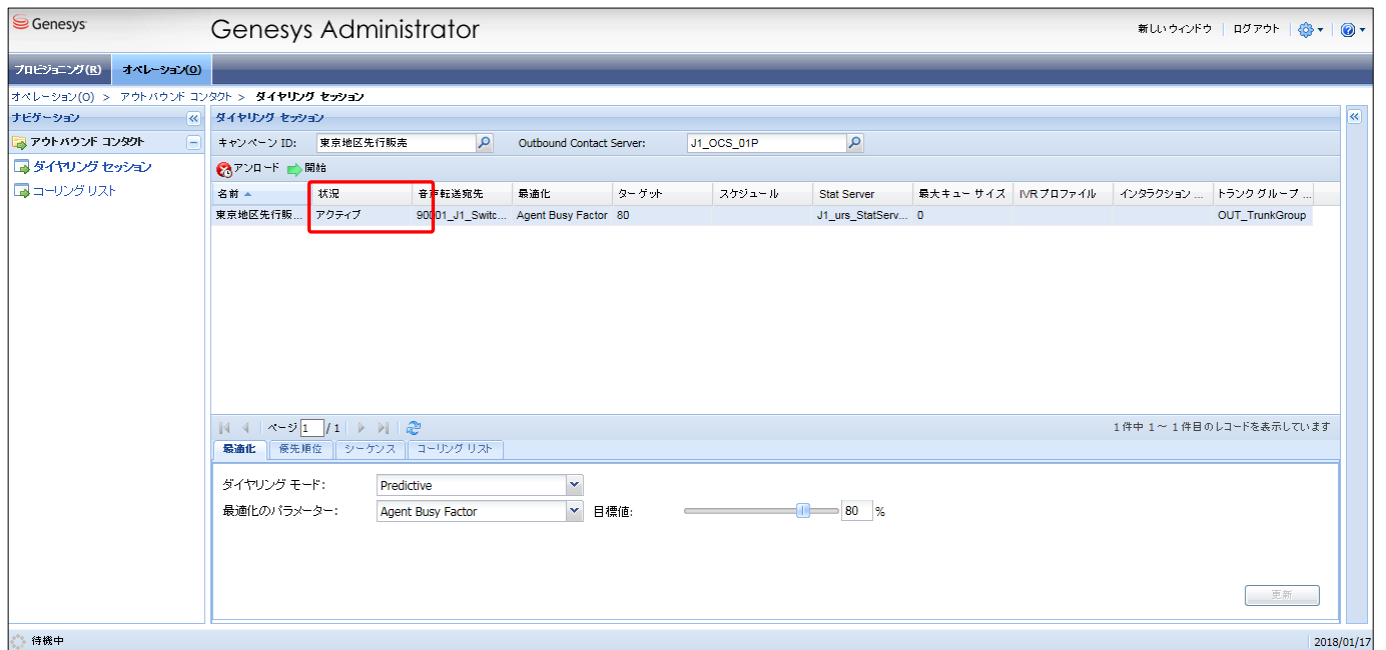 Genesys
Genesys Administrator
新しいウィンドウ ログアウト
プロビジョニング(R) オペレーション(O)
オペレーション(O) > アウトバウンド コンタクト > ダイヤリング セッション
ナビゲーション
アウトバウンド コンタクト
ダイヤリング セッション
コーリング リスト
ダイヤリング セッション
キャンペーン ID: 東京地区先行販売 Outbound Contact Server: J1_OCS_01P
アンロード 開始
名前 状況 音声転送宛先 最適化 ターゲット スケジュール Stat Server 最大キュー サイズ IVR プロファイル インタラクション ... トランク グループ ...
東京地区先行販... アクティブ 90001_J1_Switc... Agent Busy Factor 80 J1_urs_StatServ... 0 OUT_TrunkGroup
ページ 1 / 1 1件中 1 ~ 1 件目のレコードを表示しています
最適化 優先順位 シーケンス コーリング リスト
ダイヤリング モード: Predictive
最適化のパラメーター: Agent Busy Factor 目標値: 80 %
更新
待機中 2018/01/17